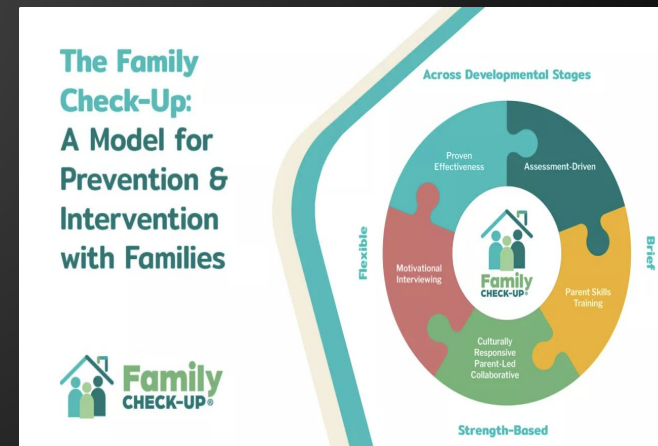 The Family
Check-Up:
A Model for
Prevention &
Intervention
with Families
Family
CHECK-UP®
Across Developmental Stages
Proven
Effectiveness
Assessment-Driven
Flexible
Brief
Motivational
Interviewing
Family
CHECK-UP®
Parent Skills
Training
Culturally
Responsive
Parent-Led
Collaborative
Strength-Based